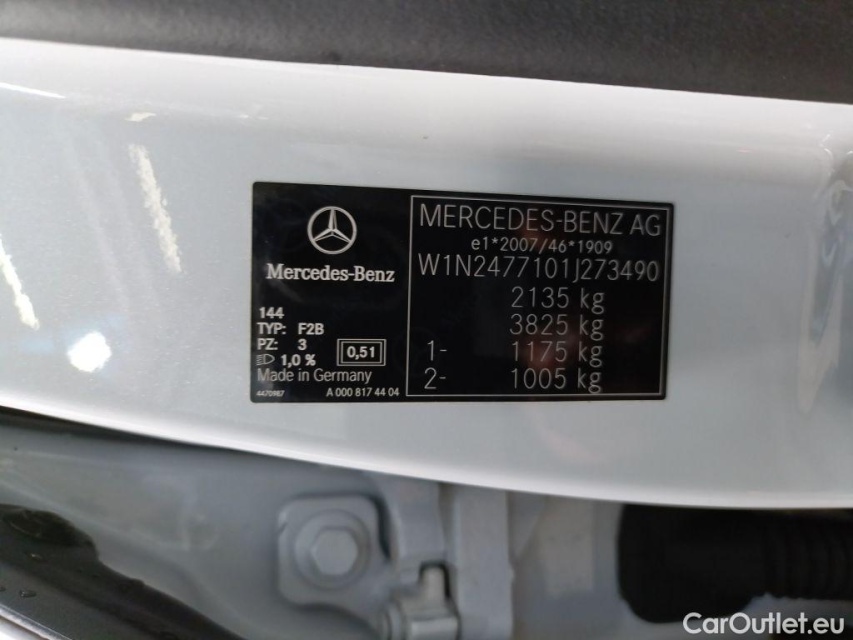 Mercedes-Benz
144
TYP: F2B
PZ: 3
1,0 %
0,51
Made in Germany
4470987
A 000 817 44 04
MERCEDES-BENZ AG
e1*2007/46*1909
W1N2477101J273490
2135 kg
3825 kg
1- 1175 kg
2- 1005 kg
CarOutlet.eu